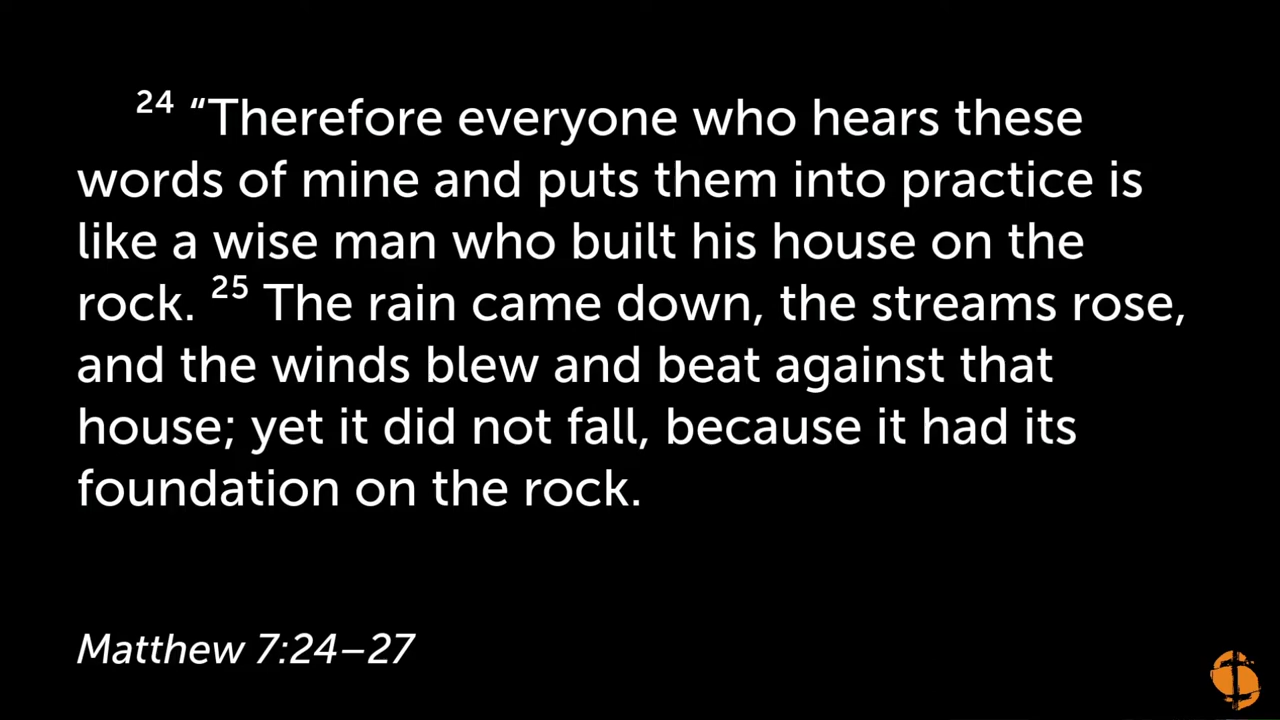 24 “Therefore everyone who hears these
words of mine and puts them into practice is
like a wise man who built his house on the
rock. 25 The rain came down, the streams rose,
and the winds blew and beat against that
house; yet it did not fall, because it had its
foundation on the rock.
Matthew 7:24–27